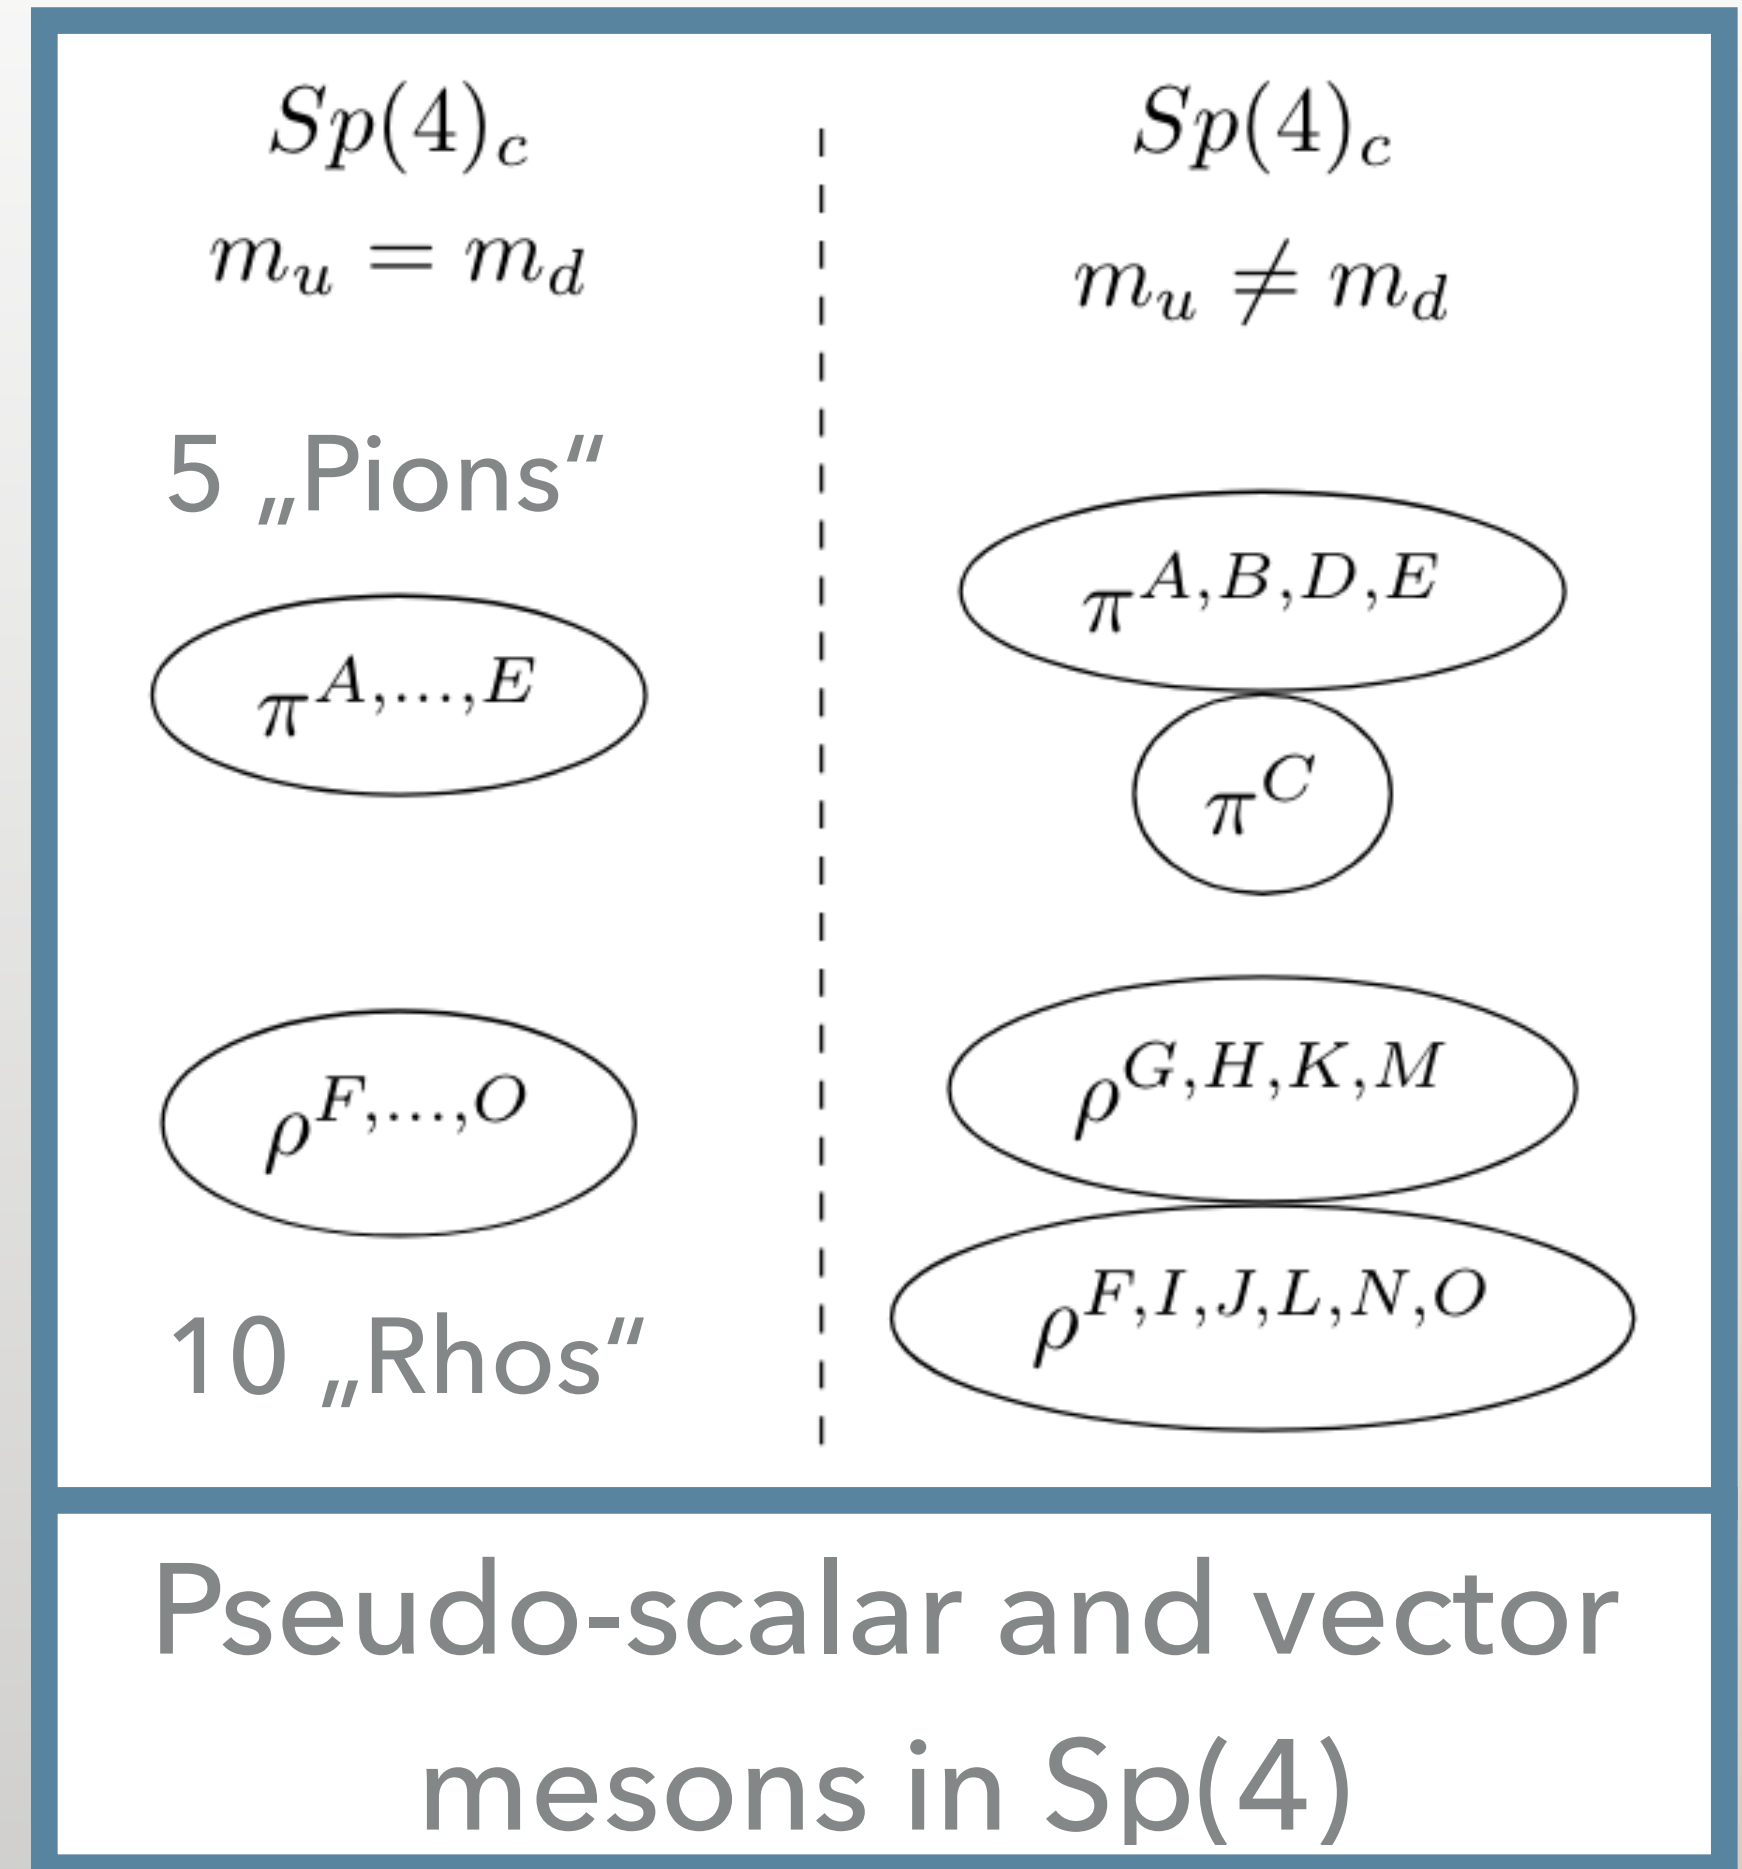 Sp(4)_c
m_u = m_d
5 „Pions“
π^{A,...,E}
ρ^{F,...,O}
10 „Rhos“
Sp(4)_c
m_u ≠ m_d
π^{A,B,D,E}
π^C
ρ^{G,H,K,M}
ρ^{F,I,J,L,N,O}
Pseudo-scalar and vector
mesons in Sp(4)